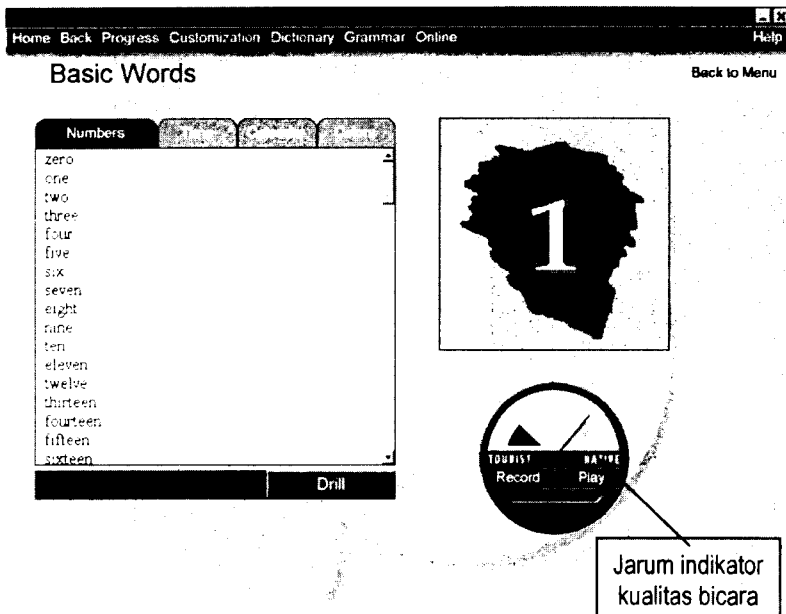 Home Back Progress Customization Dictionary Grammar Online Help
Basic Words
Back to Menu
Numbers
zero
one
two
three
four
five
six
seven
eight
nine
ten
eleven
twelve
thirteen
fourteen
fifteen
sixteen
Drill
1
TOURIST NATIVE
Record Play
Jarum indikator
kualitas bicara